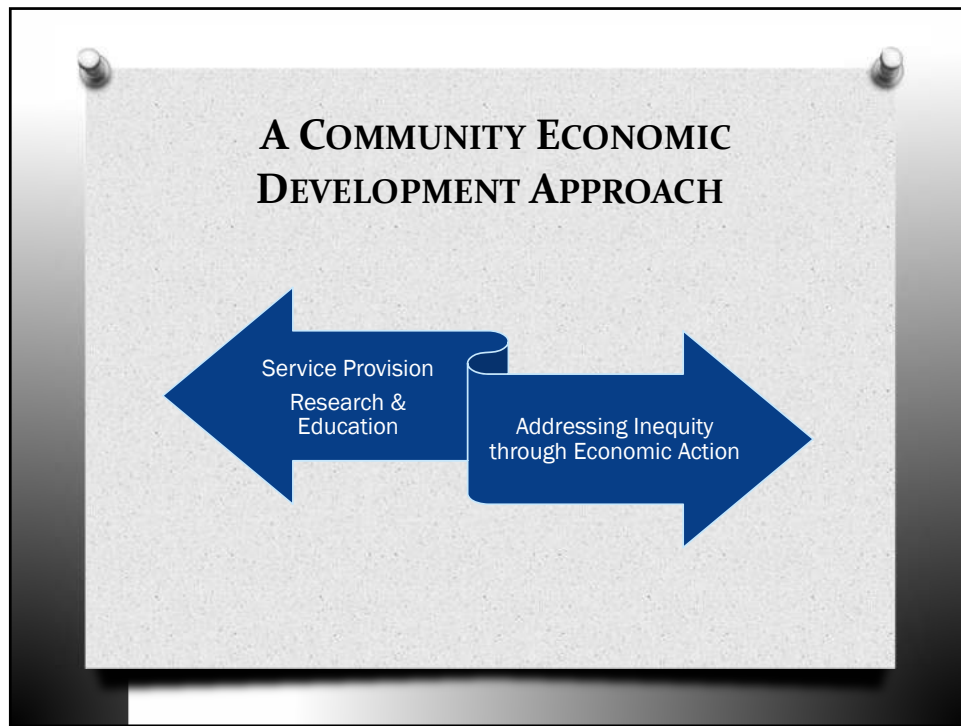 A COMMUNITY ECONOMIC
DEVELOPMENT APPROACH
Service Provision
Research &
Education
Addressing Inequity
through Economic Action